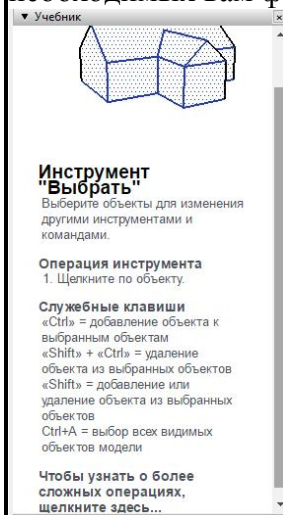 необходимых вам ф
Учебник
Инструмент
"Выбрать"
Выберите объекты для изменения
другими инструментами и
командами.
Операция инструмента
1. Щелкните по объекту.
Служебные клавиши
«Ctrl» = добавление объекта к
выбранным объектам
«Shift» + «Ctrl» = удаление
объекта из выбранных объектов
«Shift» = добавление или
удаление объекта из выбранных
объектов
Ctrl+A = выбор всех видимых
объектов модели
Чтобы узнать о более
сложных операциях,
щелкните здесь...